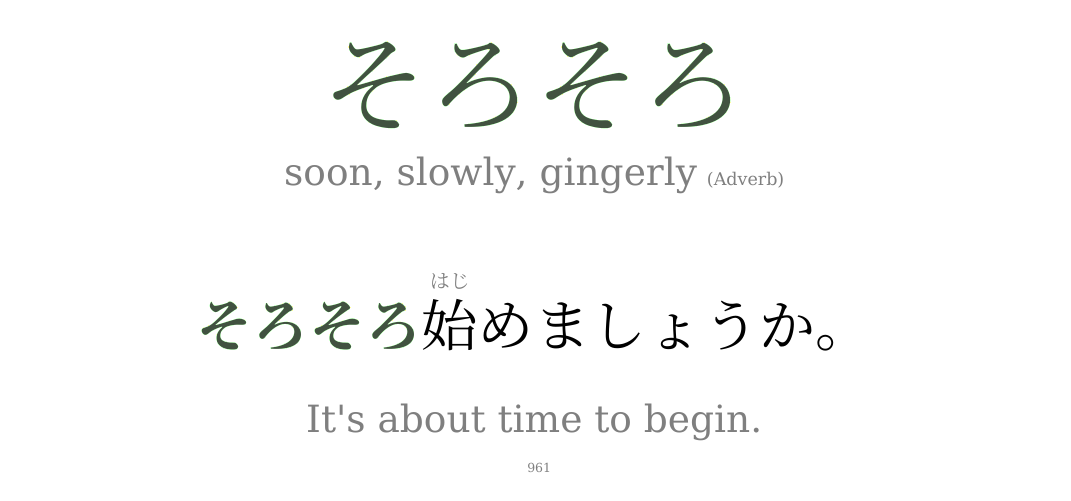 そろそろ
soon, slowly, gingerly (Adverb)
はじ
そろそろ始めましょうか。
It's about time to begin.
961